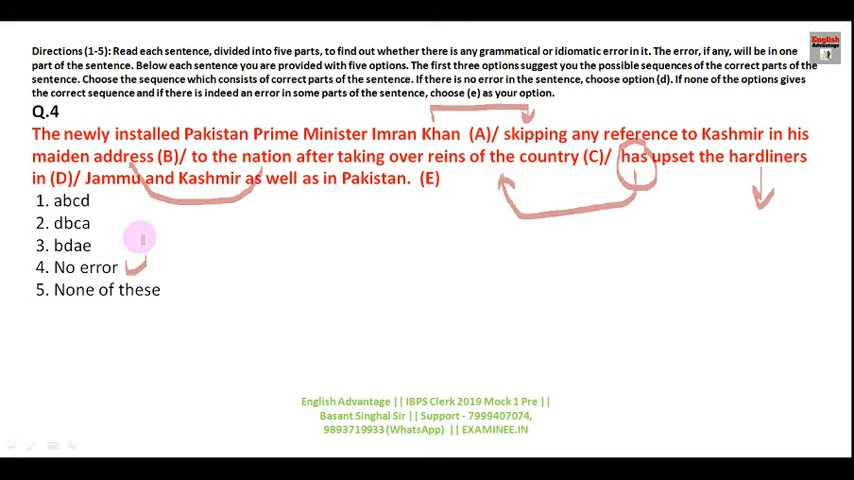 English
Advantage
Directions (1-5): Read each sentence, divided into five parts, to find out whether there is any grammatical or idiomatic error in it. The error, if any, will be in one
part of the sentence. Below each sentence you are provided with five options. The first three options suggest you the possible sequences of the correct parts of the
sentence. Choose the sequence which consists of correct parts of the sentence. If there is no error in the sentence, choose option (d). If none of the options gives
the correct sequence and if there is indeed an error in some parts of the sentence, choose (e) as your option.
Q.4
The newly installed Pakistan Prime Minister Imran Khan (A)/ skipping any reference to Kashmir in his
maiden address (B)/ to the nation after taking over reins of the country (C)/ has upset the hardliners
in (D)/ Jammu and Kashmir as well as in Pakistan. (E)
1. abcd
2. dbca
3. bdae
4. No error
5. None of these
English Advantage || IBPS Clerk 2019 Mock 1 Pre ||
Basant Singhal Sir || Support - 7999407074,
9893719933 (WhatsApp) || EXAMINEE.IN